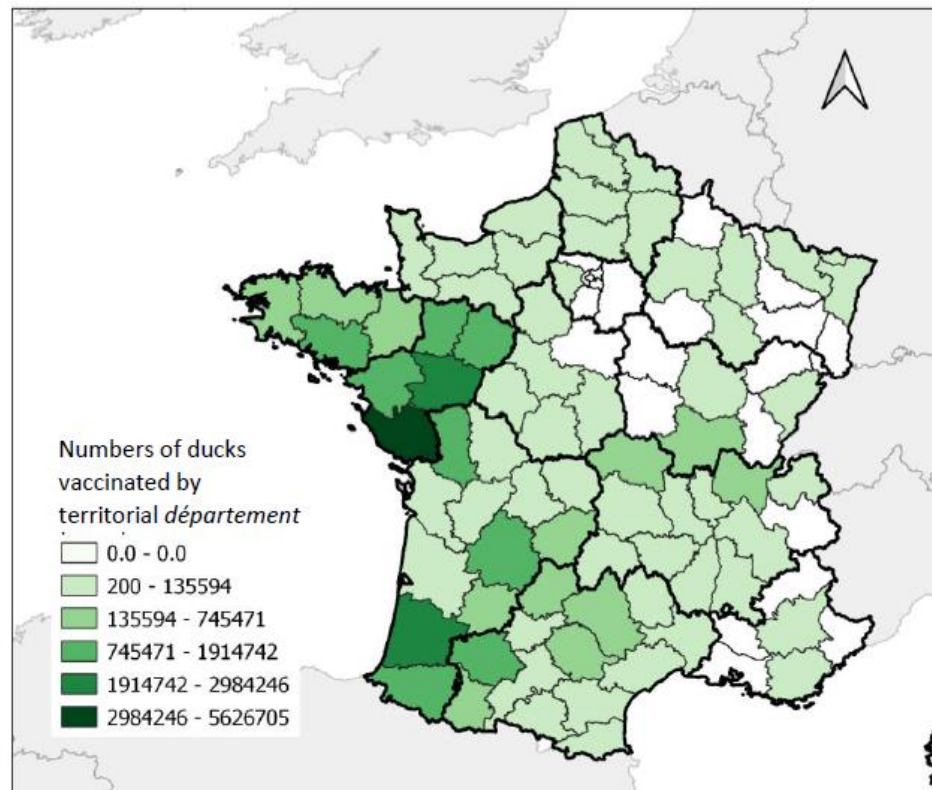 Numbers of ducks
vaccinated by
territorial département
0.0 - 0.0
200 - 135594
135594 - 745471
745471 - 1914742
1914742 - 2984246
2984246 - 5626705